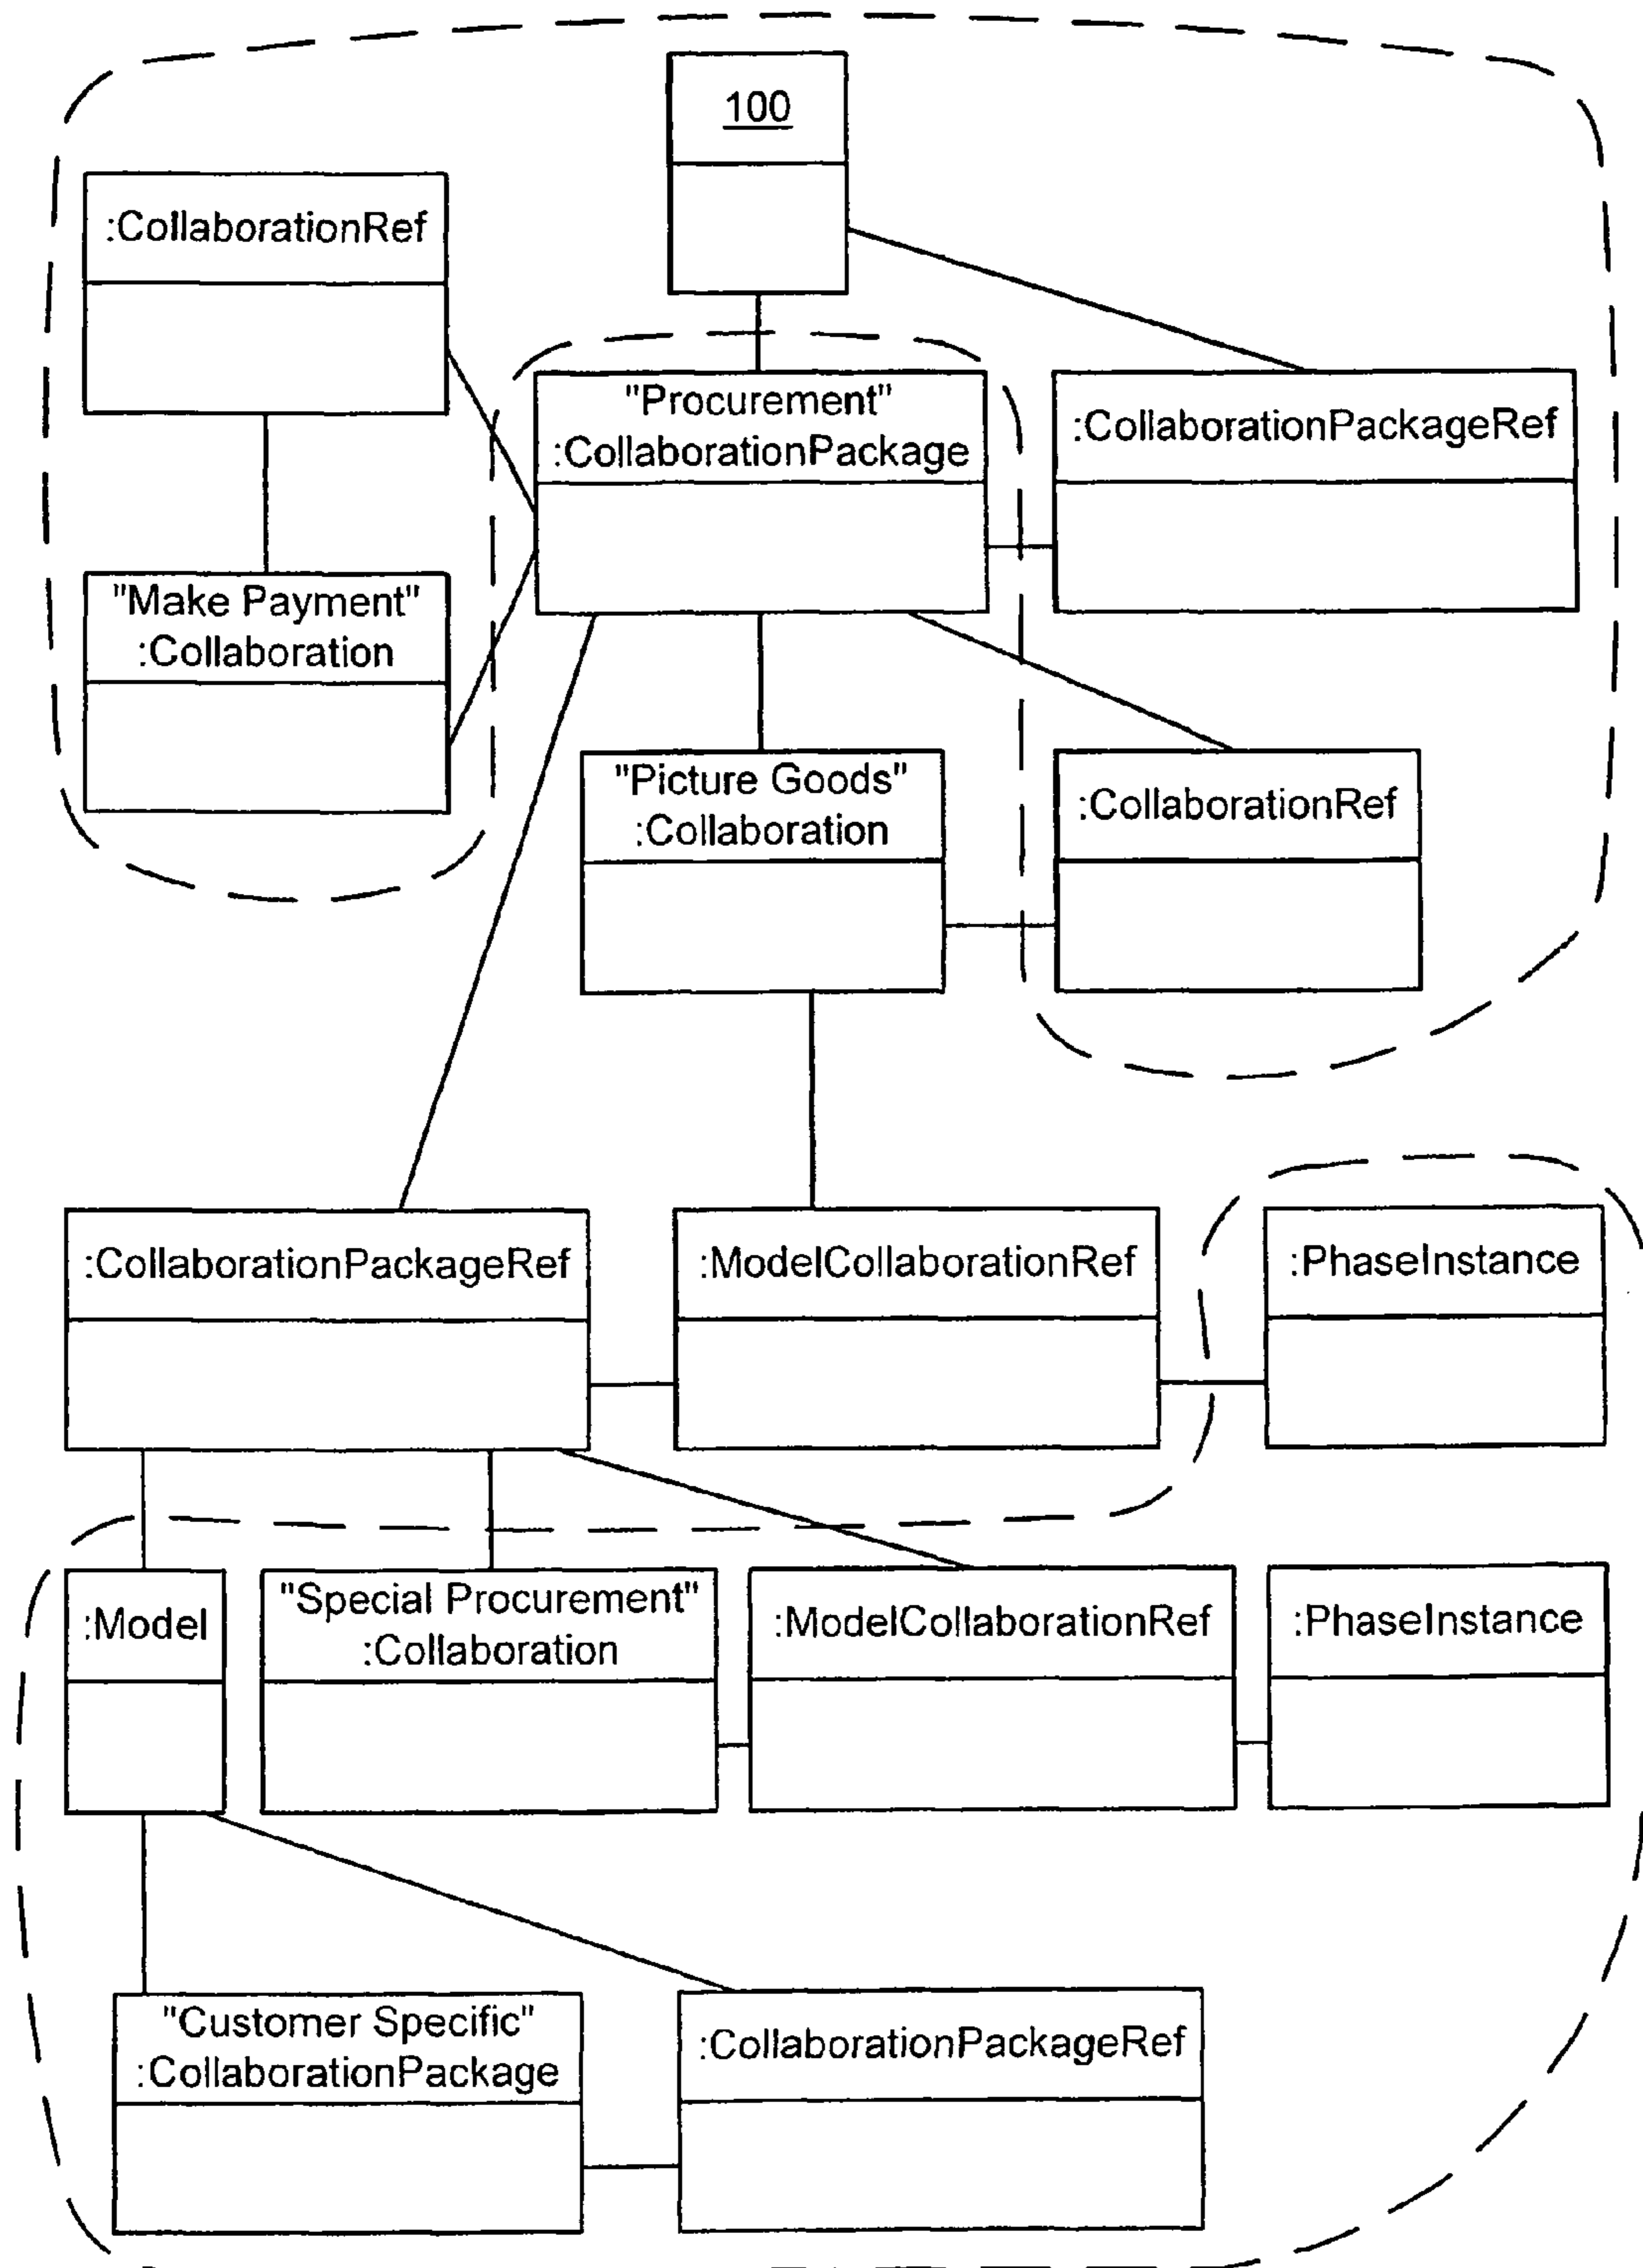 100
:CollaborationRef
"Procurement"
:CollaborationPackage
:CollaborationPackageRef
"Make Payment"
:Collaboration
"Picture Goods"
:Collaboration
:CollaborationRef
:CollaborationPackageRef
:ModelCollaborationRef
:PhaseInstance
:Model
"Special Procurement"
:Collaboration
:ModelCollaborationRef
:PhaseInstance
"Customer Specific"
:CollaborationPackage
:CollaborationPackageRef